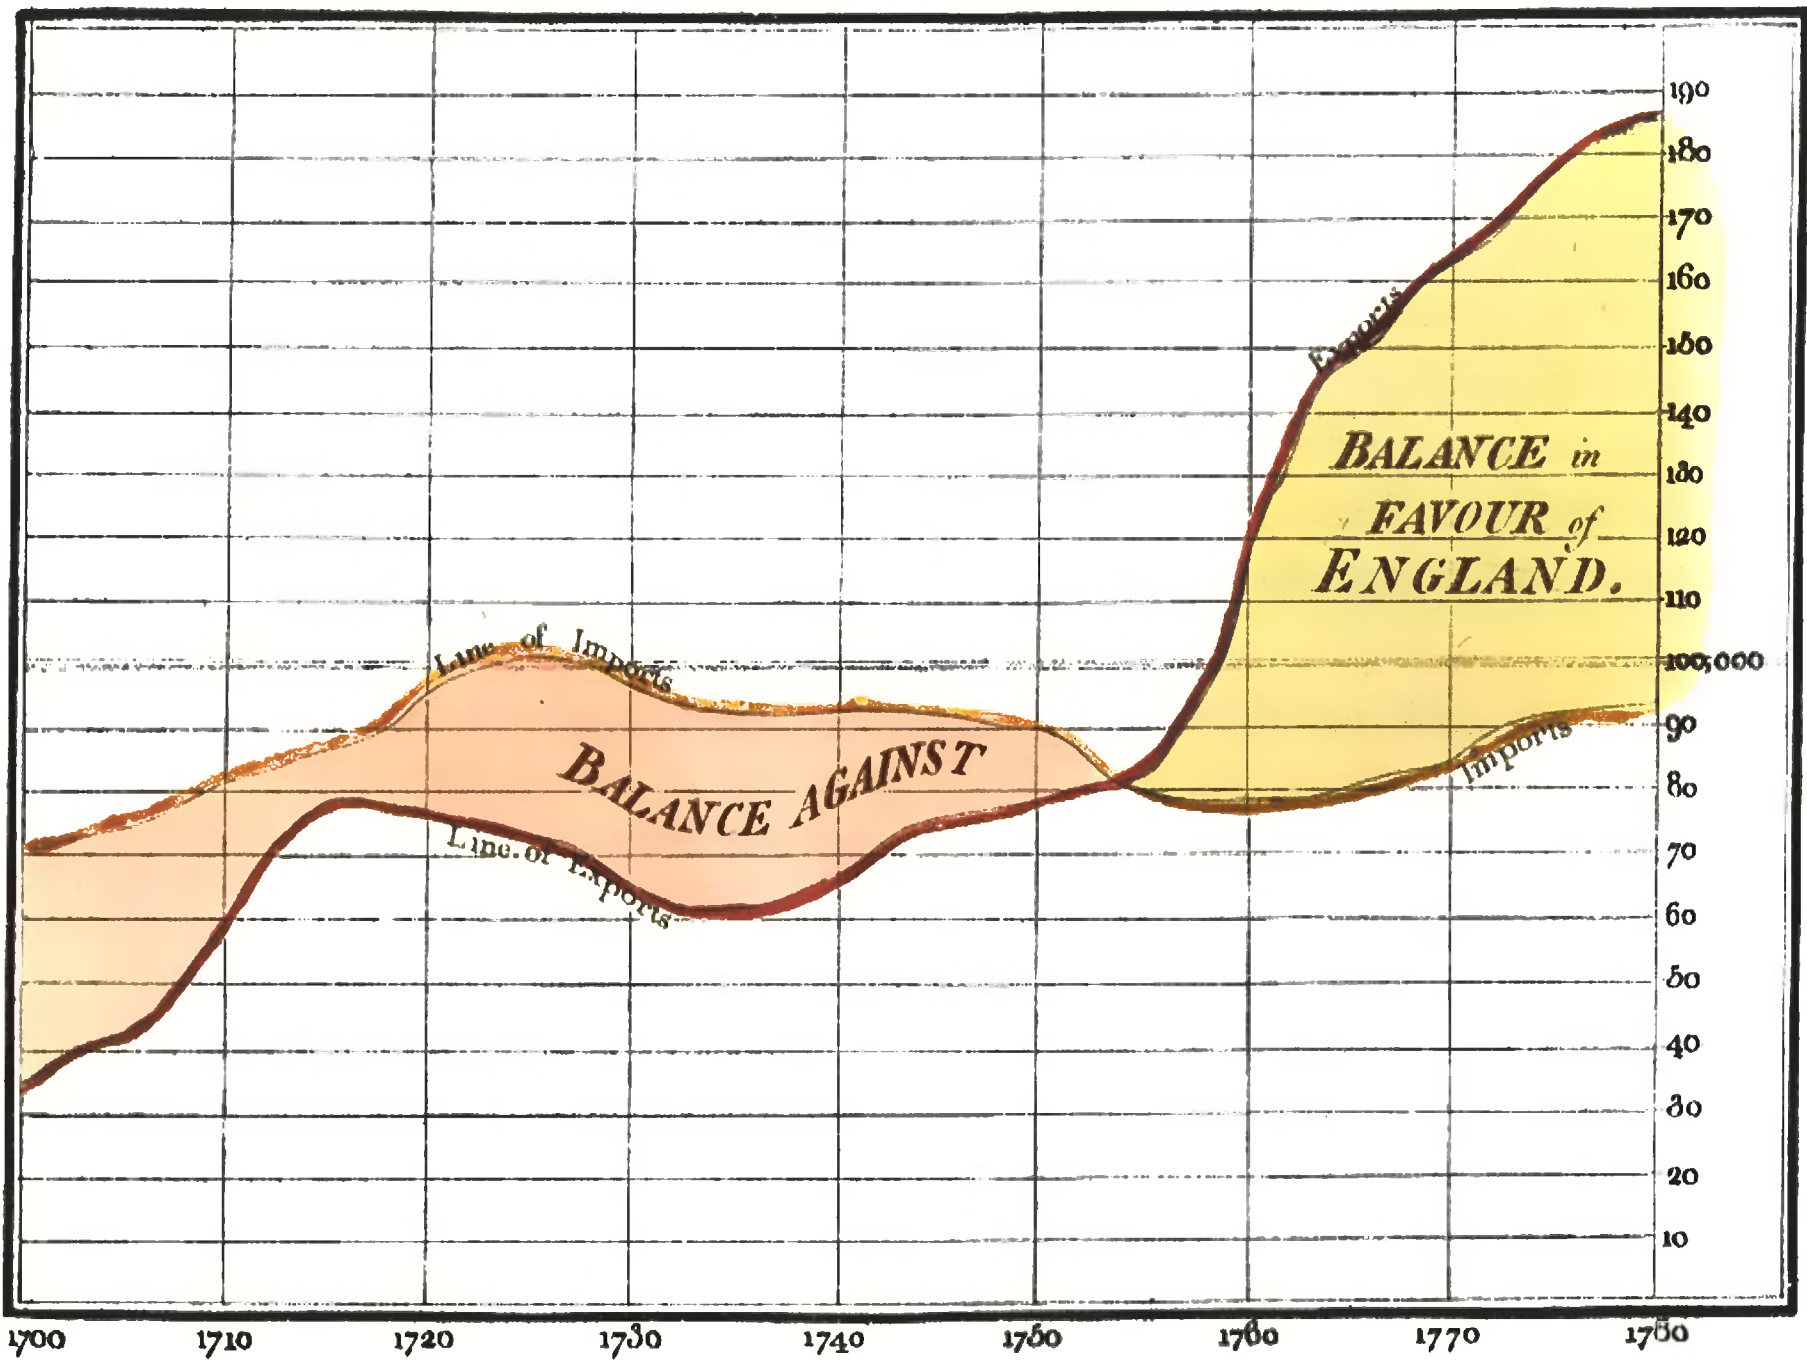 190
180
170
160
150
140
130
120
110
100,000
90
80
70
60
50
40
30
20
10
Exports
BALANCE in
FAVOUR of
ENGLAND.
Imports
Line of Imports
BALANCE AGAINST
Line of Exports
1700 1710 1720 1730 1740 1750 1760 1770 1780